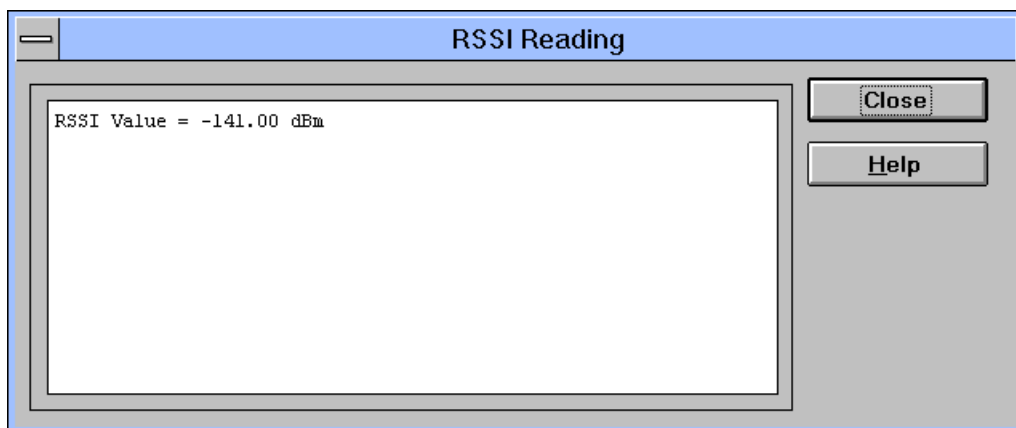 RSSI Reading
RSSI Value = -141.00 dBm
Close
Help